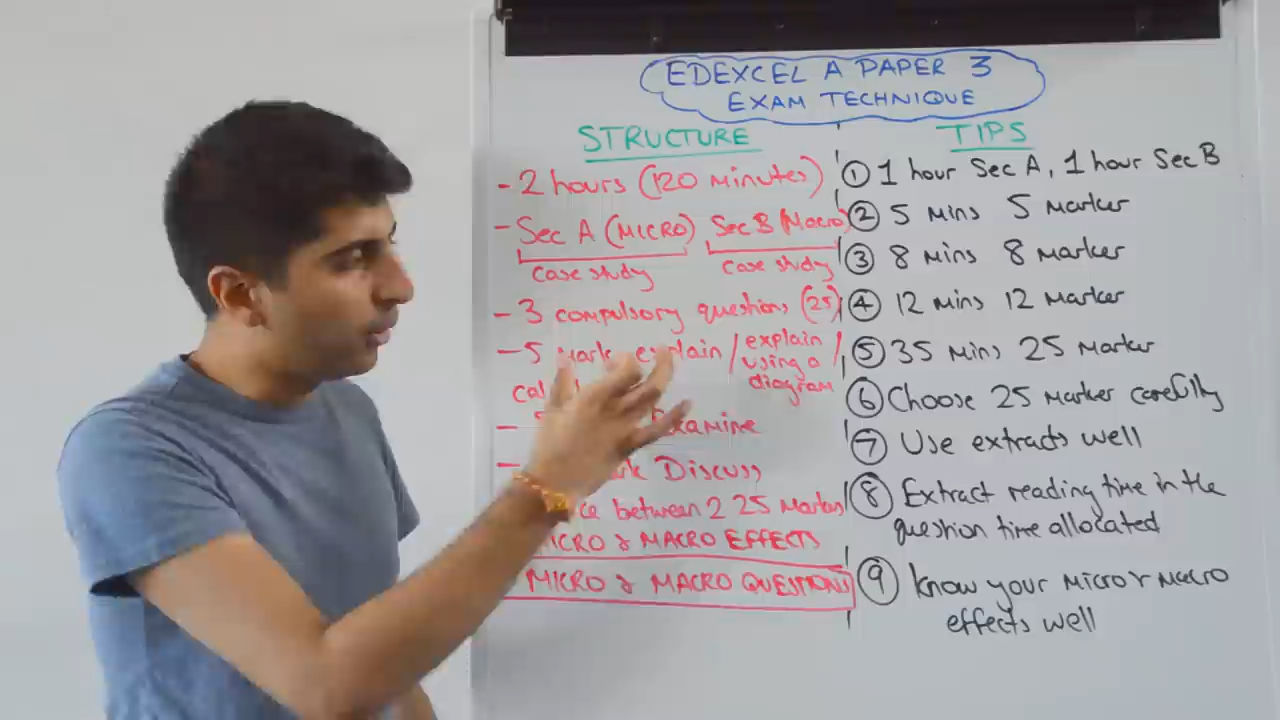 EDEXCEL A PAPER 3
EXAM TECHNIQUE
STRUCTURE
- 2 hours (120 minutes)
- Sec A (MICRO) Sec B (Macro)
case study case study
- 3 compulsory questions (25)
- 5 Mark explain / explain using a diagram /
- Examine
- Discuss
between 2 25 Marks
MICRO & MACRO EFFECTS
MICRO & MACRO QUESTIONS
TIPS
① 1 hour Sec A, 1 hour Sec B
② 5 Mins 5 Marker
③ 8 Mins 8 Marker
④ 12 Mins 12 Marker
⑤ 35 Mins 25 Marker
⑥ Choose 25 Marker carefully
⑦ Use extracts well
⑧ Extract reading time in the
question time allocated
⑨ Know your Micro & Macro
effects well